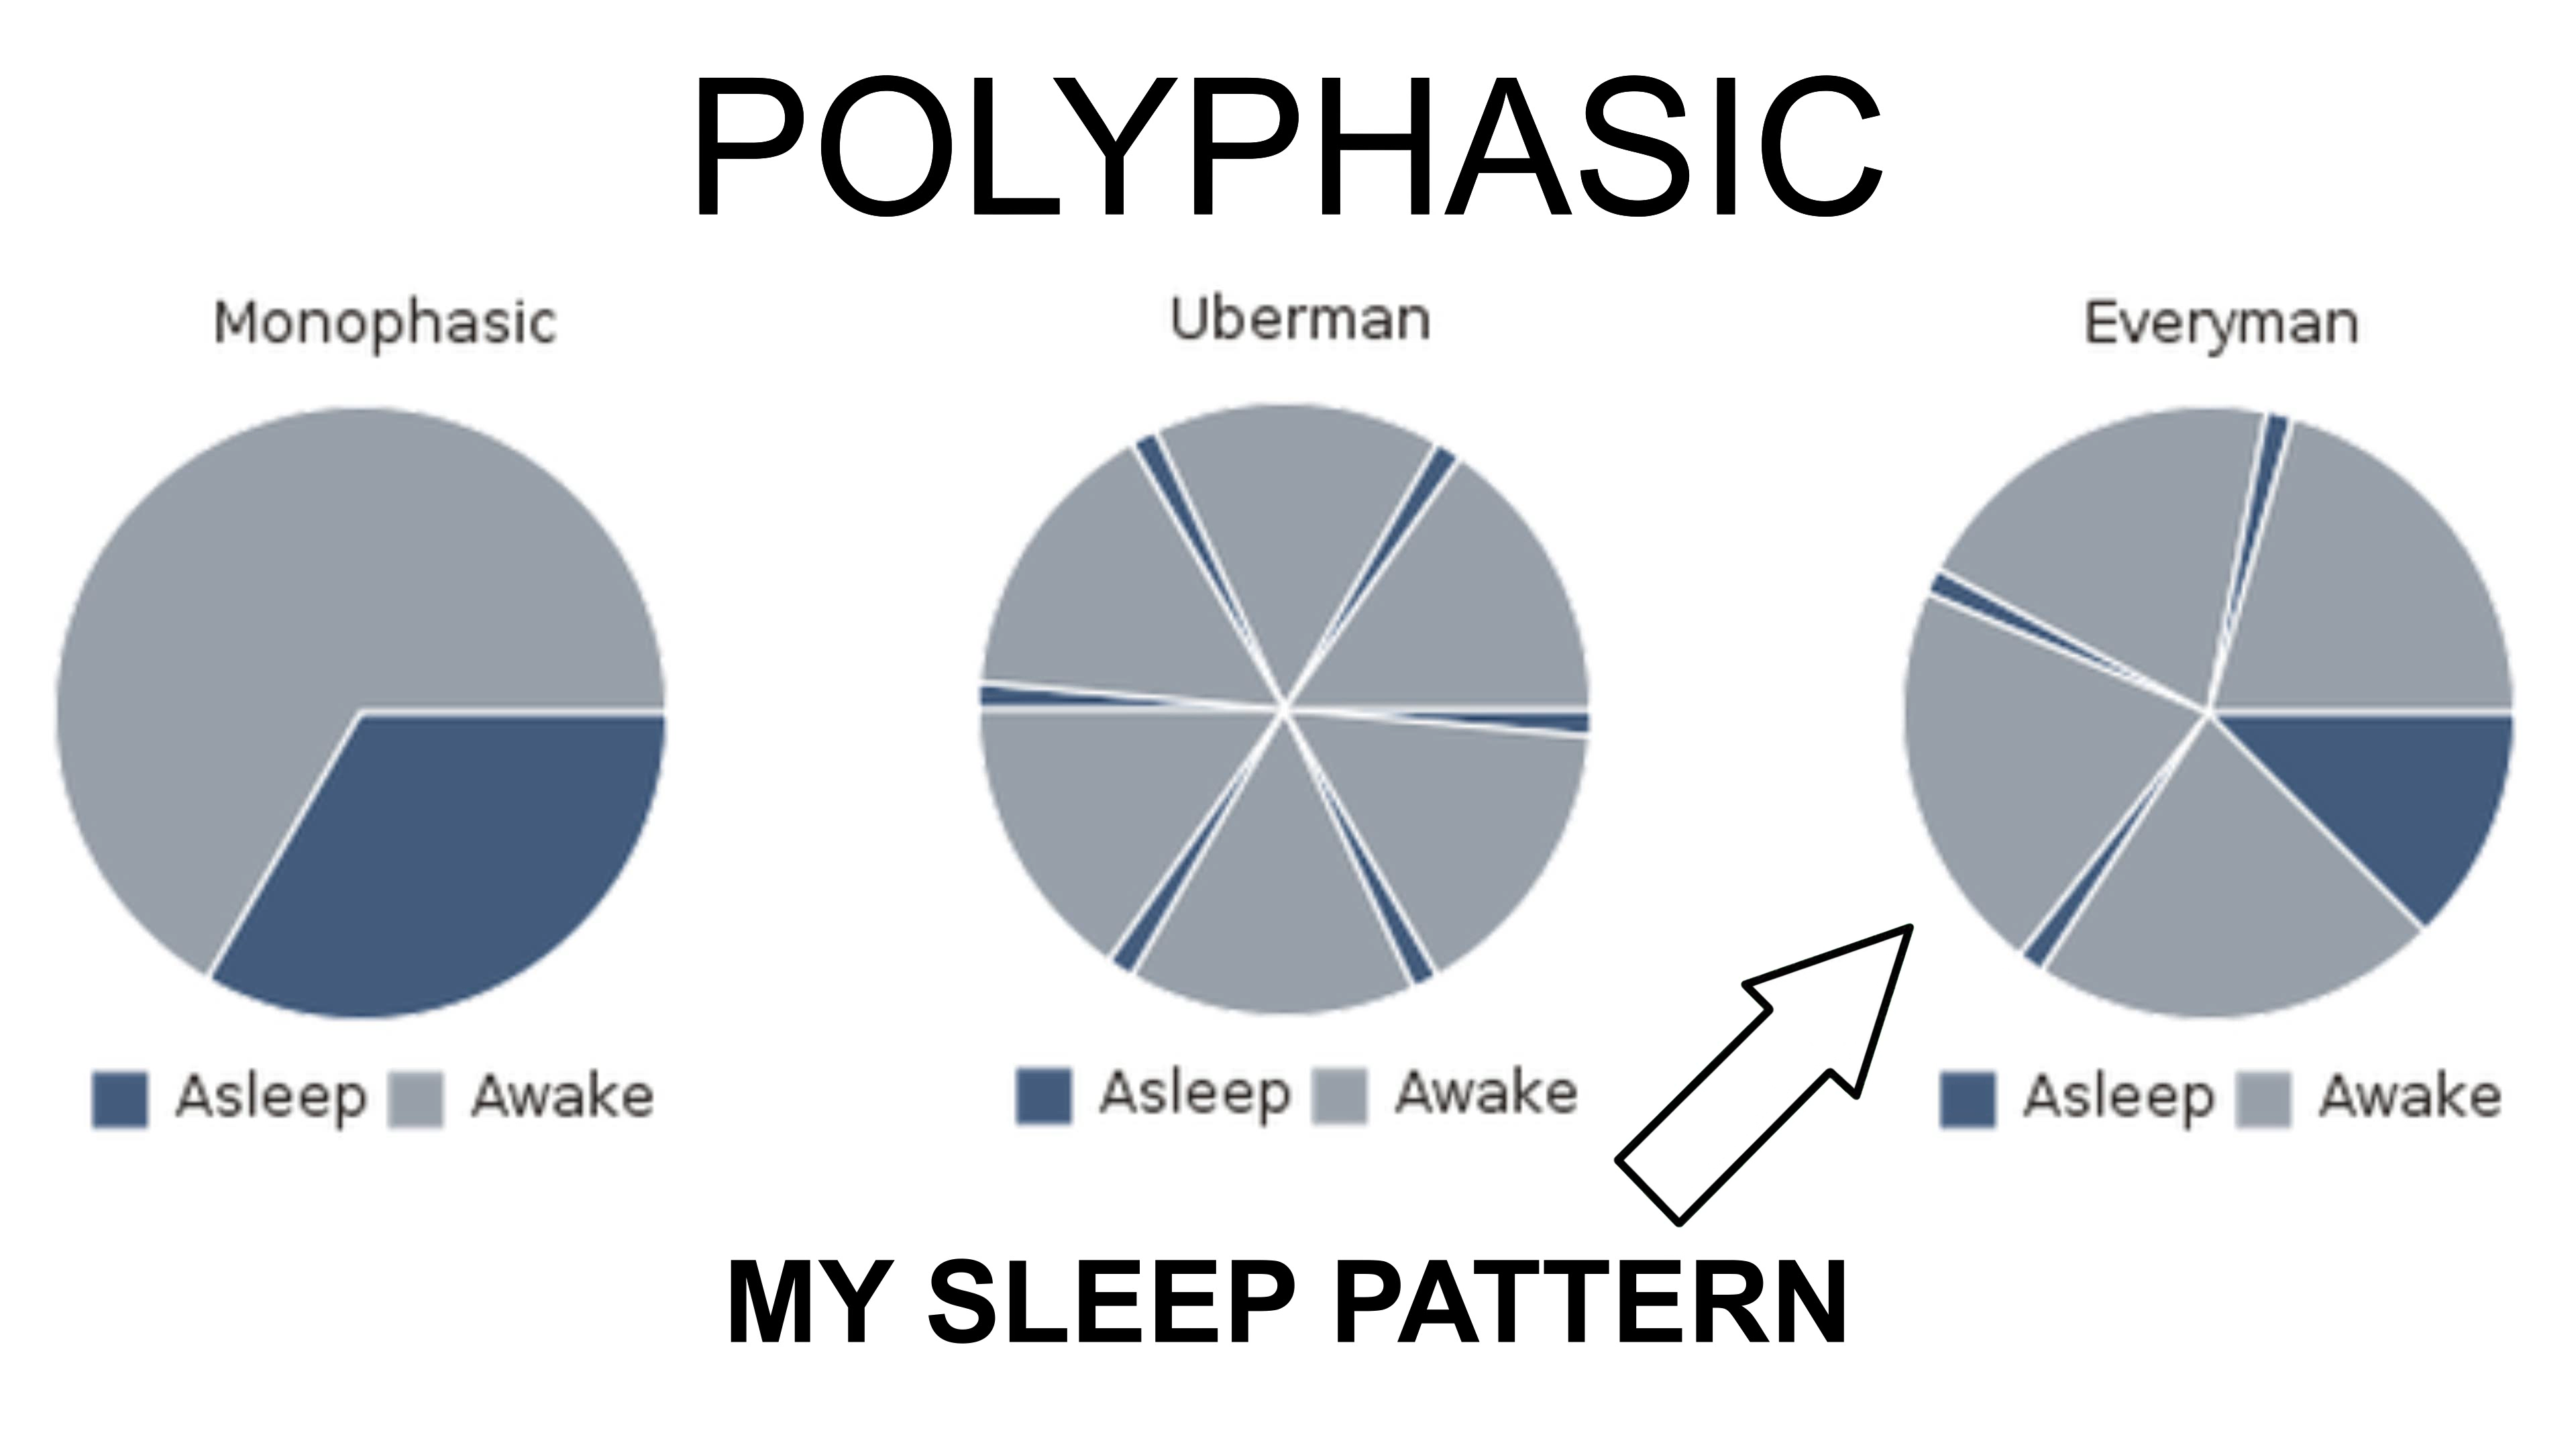 POLYPHASIC
Monophasic
Uberman
Everyman
Asleep Awake
Asleep Awake
Asleep Awake
MY SLEEP PATTERN